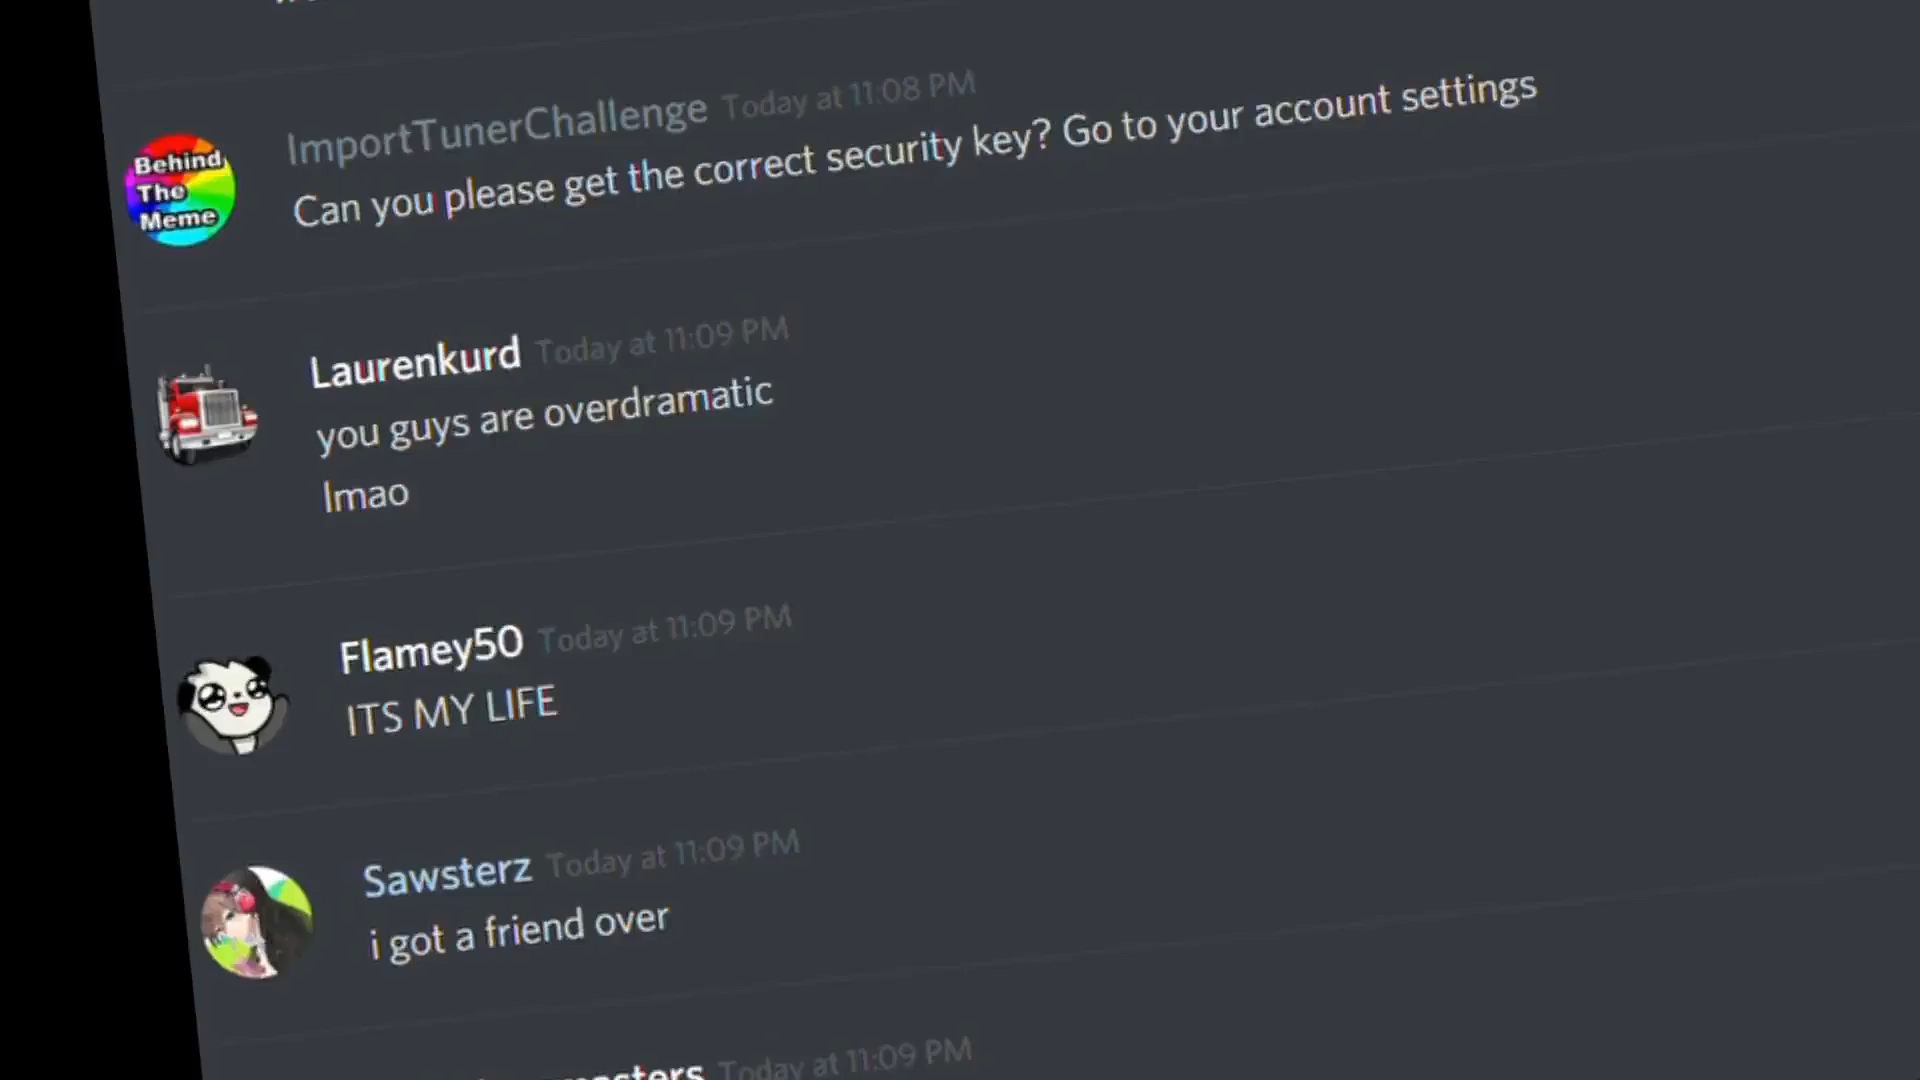 ImportTunerChallenge Today at 11:08 PM
Can you please get the correct security key? Go to your account settings
Behind
The
Meme
Laurenkurd Today at 11:09 PM
you guys are overdramatic
lmao
Flamey50 Today at 11:09 PM
ITS MY LIFE
Sawsterz Today at 11:09 PM
i got a friend over
Today at 11:09 PM